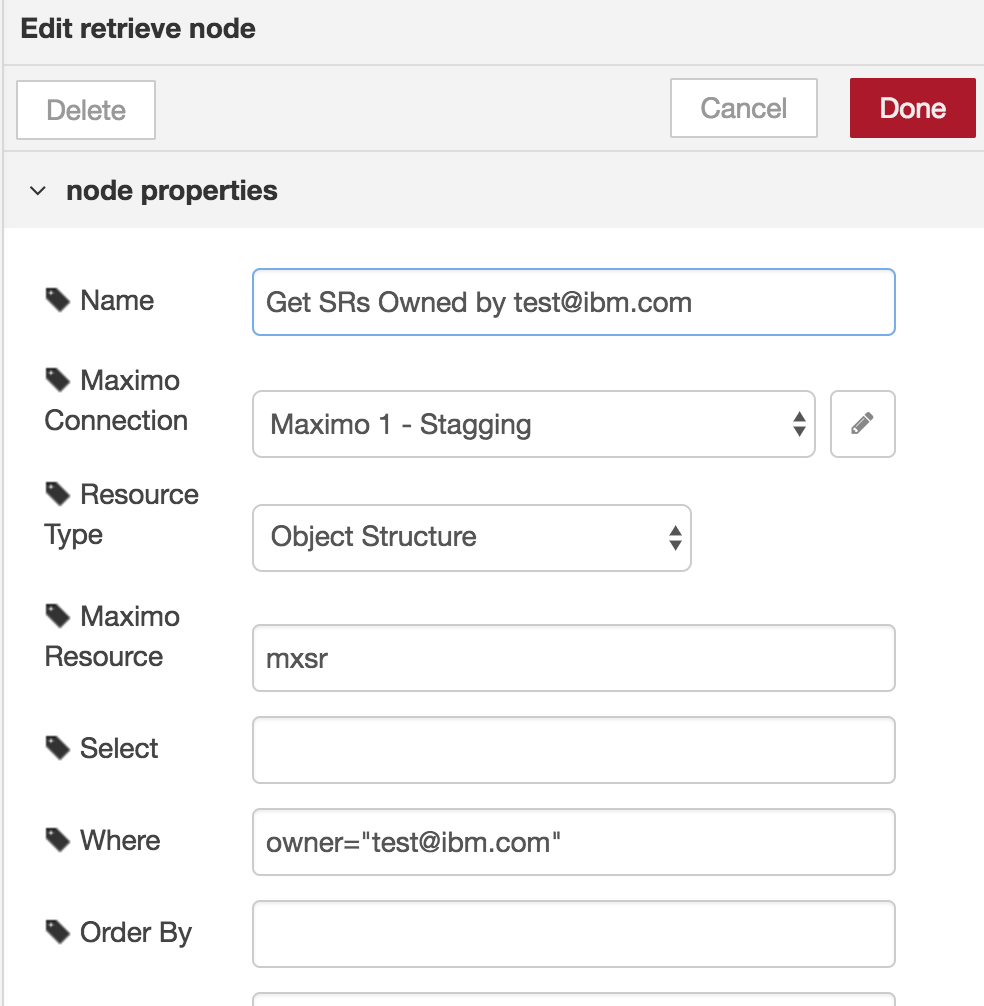 Edit retrieve node
Delete
Cancel
Done
node properties
Name
Get SRs Owned by test@ibm.com
Maximo
Connection
Maximo 1 - Stagging
Resource
Type
Object Structure
Maximo
Resource
mxsr
Select
Where
owner="test@ibm.com"
Order By